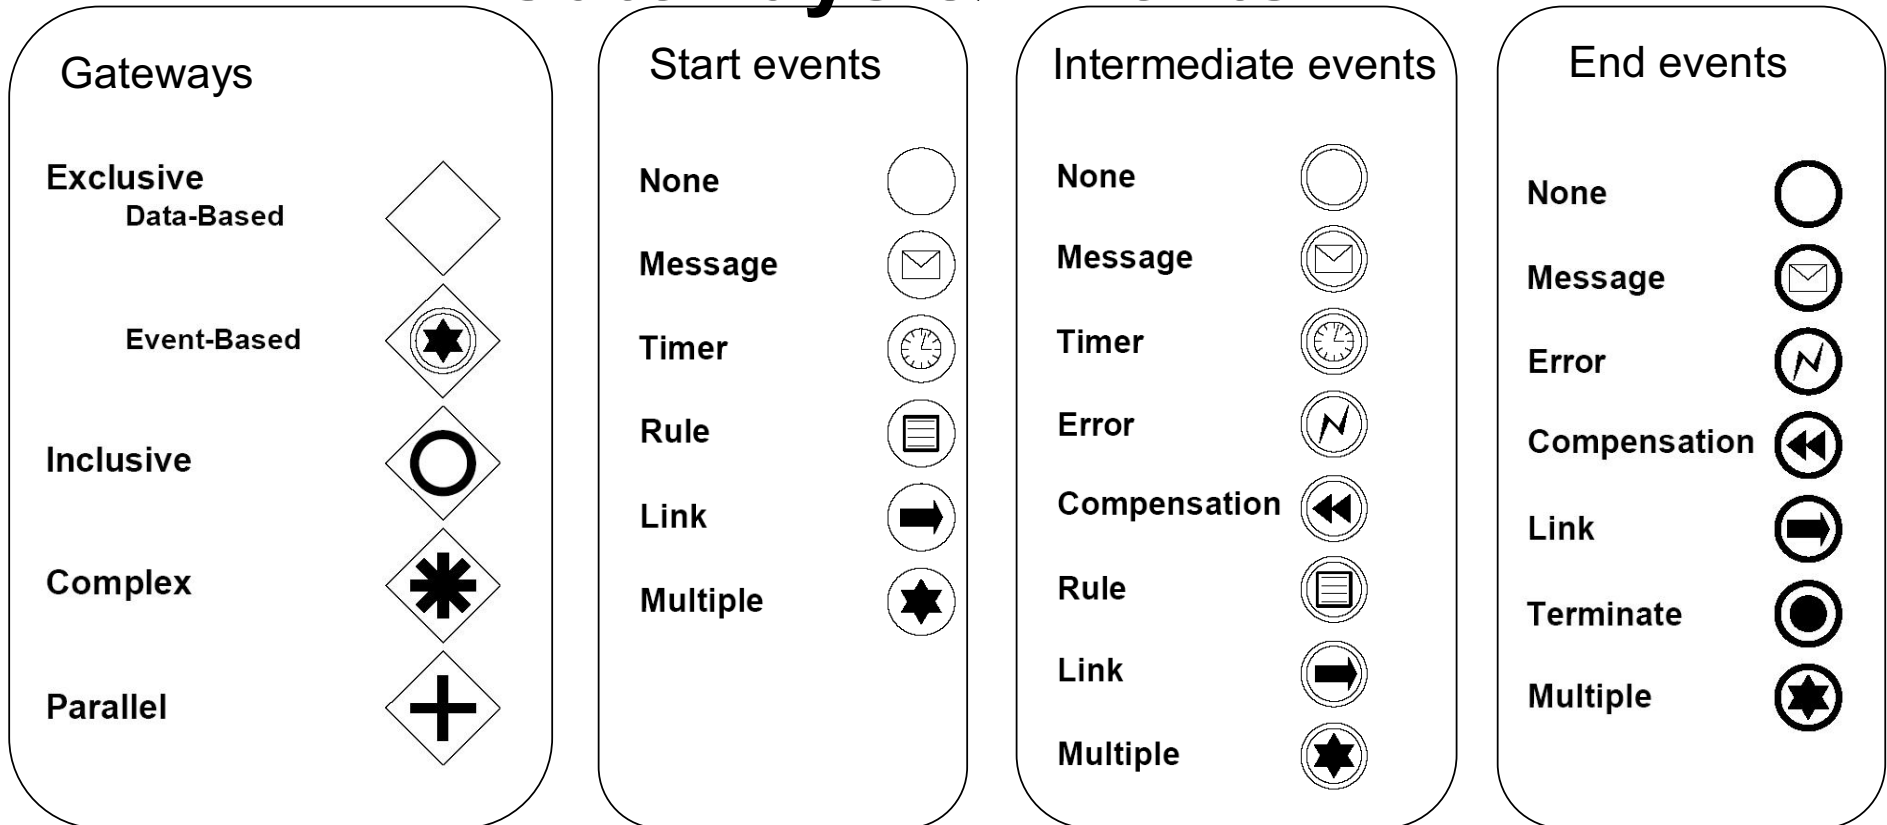 Gateways
Exclusive
Data-Based
Event-Based
Inclusive
Complex
Parallel
Start events
None
Message
Timer
Rule
Link
Multiple
Intermediate events
None
Message
Timer
Error
Compensation
Rule
Link
Multiple
End events
None
Message
Error
Compensation
Link
Terminate
Multiple